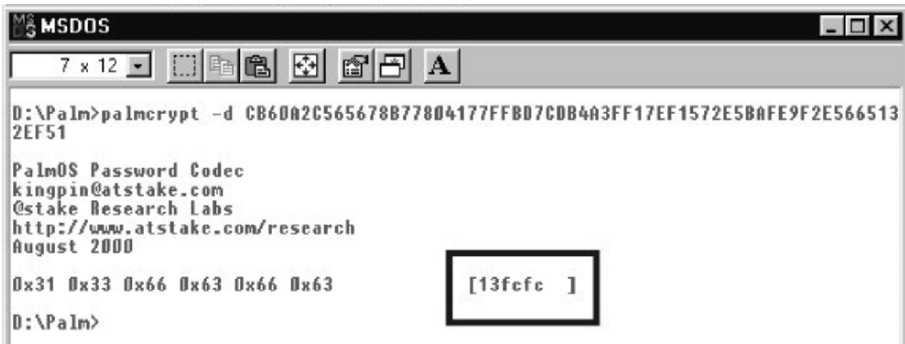 MSDOS
7 x 12
A
D:\Palm>palmcrypt -d CB60A2C565678B77804177FFBD7CDB4A3FF17EF1572E5BAFE9F2E566513
2EF51
PalmOS Password Codec
kingpin@atstake.com
@stake Research Labs
http://www.atstake.com/research
August 2000
0x31 0x33 0x66 0x63 0x66 0x63 [13fcfc ]
D:\Palm>